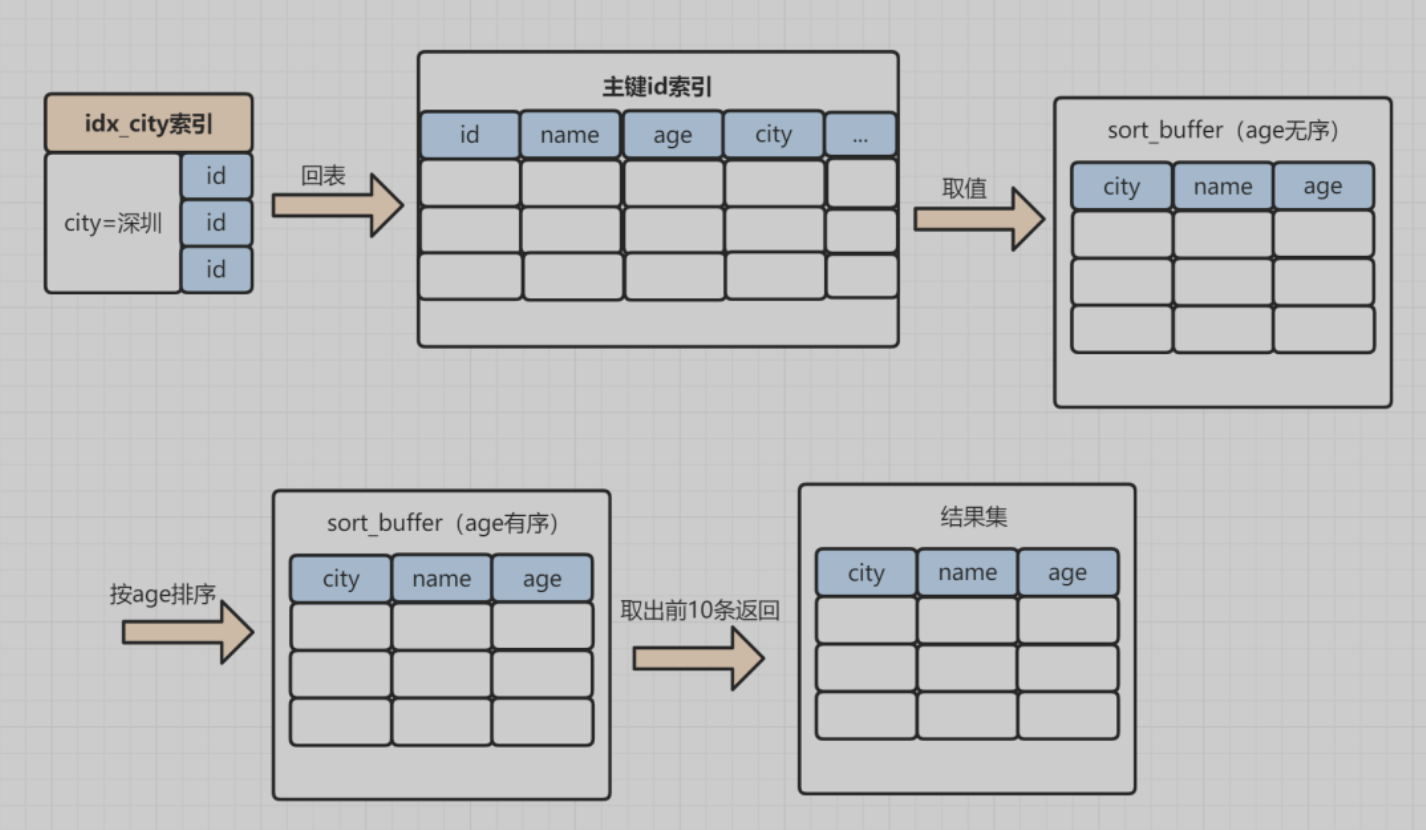 idx_city索引
city=深圳
id
id
id
回表
主键id索引
id name age city ...
取值
sort_buffer（age无序）
city name age
按age排序
sort_buffer（age有序）
city name age
取出前10条返回
结果集
city name age